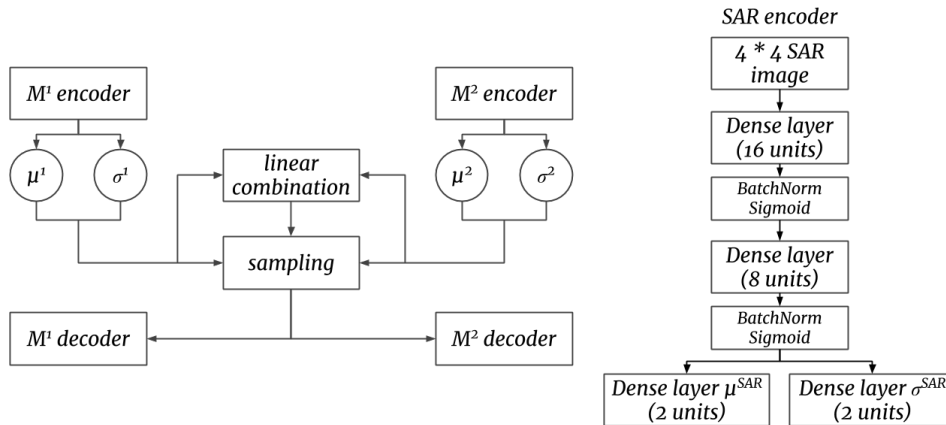 M¹ encoder
μ¹
σ¹
linear
combination
sampling
M² encoder
μ²
σ²
M¹ decoder
M² decoder
SAR encoder
4 * 4 SAR
image
Dense layer
(16 units)
BatchNorm
Sigmoid
Dense layer
(8 units)
BatchNorm
Sigmoid
Dense layer μ^SAR
(2 units)
Dense layer σ^SAR
(2 units)